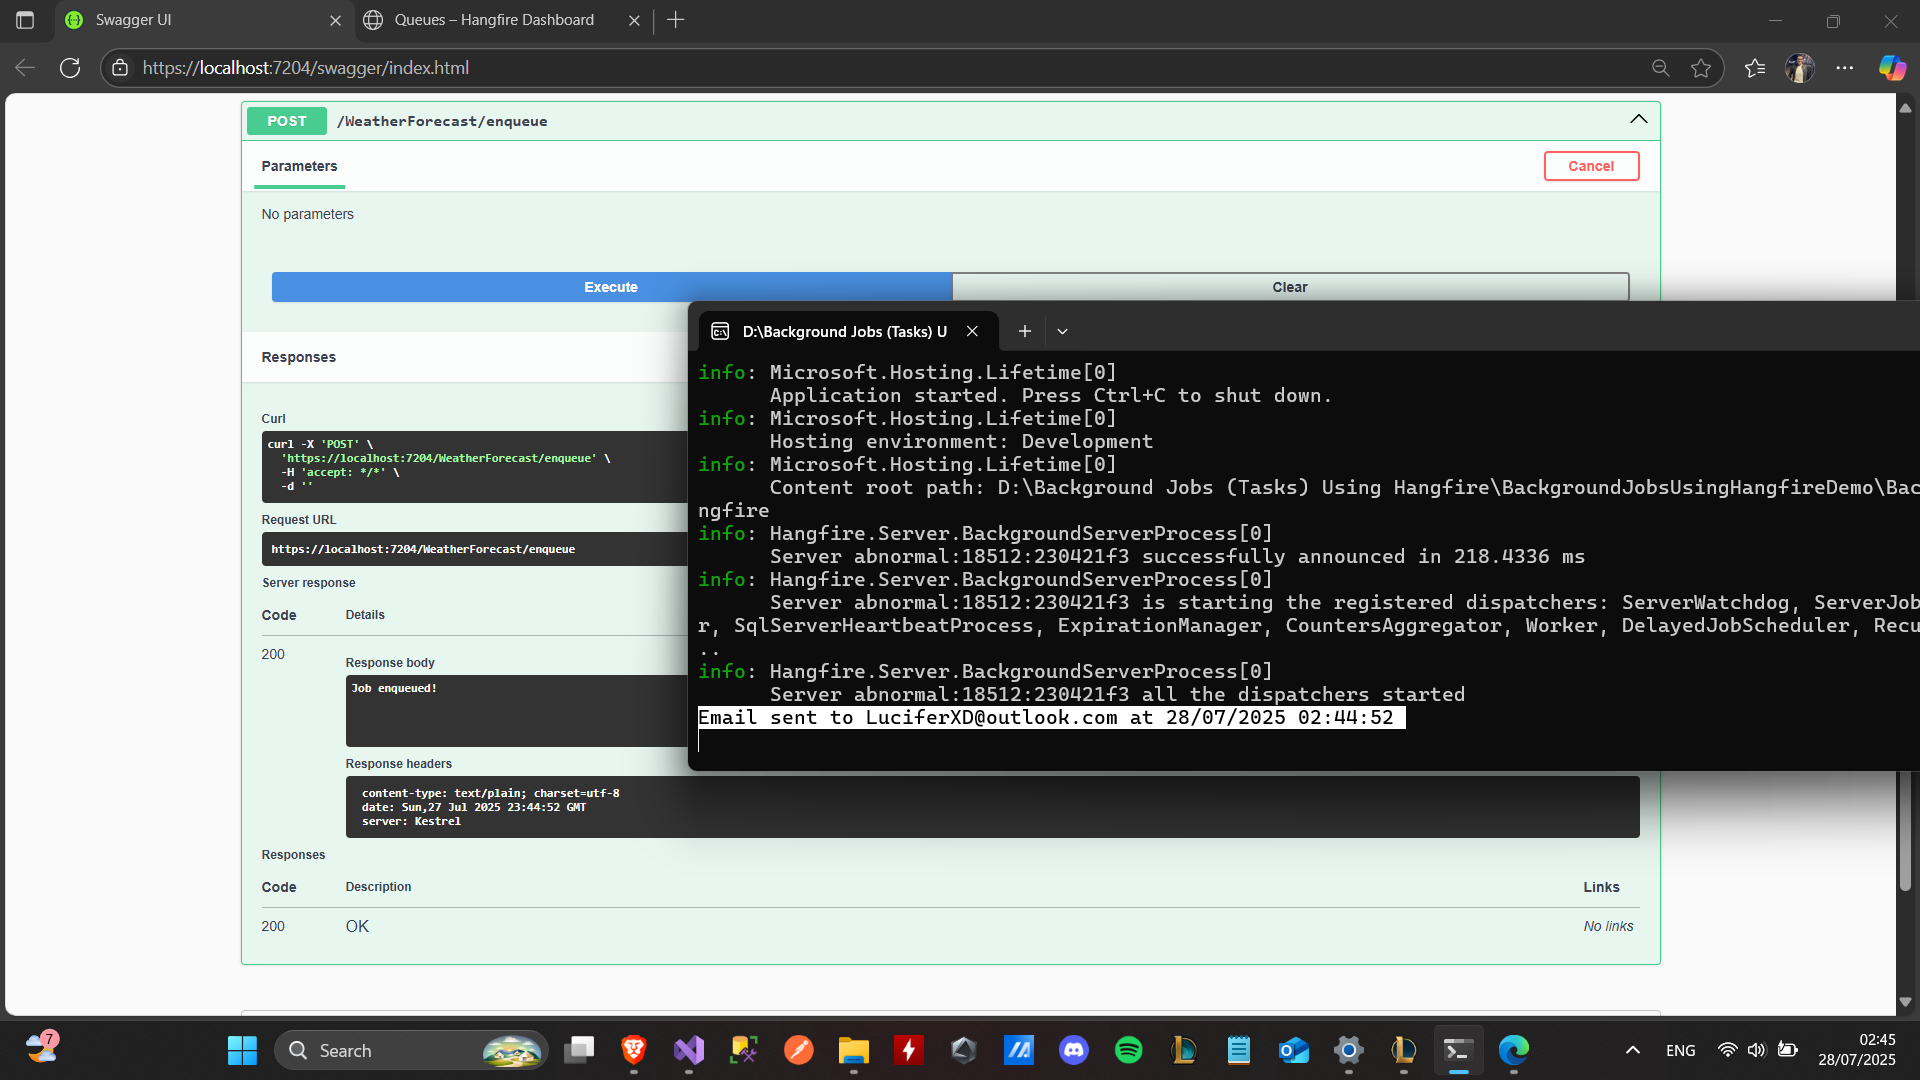 Swagger UI
Queues – Hangfire Dashboard
https://localhost:7204/swagger/index.html
POST /WeatherForecast/enqueue
Parameters
Cancel
No parameters
Execute
Clear
Responses
Curl
curl -X 'POST' \
'https://localhost:7204/WeatherForecast/enqueue' \
-H 'accept: */*' \
-d ''
Request URL
https://localhost:7204/WeatherForecast/enqueue
Server response
Code Details
200
Response body
Job enqueued!
Response headers
content-type: text/plain; charset=utf-8
date: Sun,27 Jul 2025 23:44:52 GMT
server: Kestrel
Responses
Code Description Links
200 OK No links
D:\Background Jobs (Tasks) U
info: Microsoft.Hosting.Lifetime[0]
Application started. Press Ctrl+C to shut down.
info: Microsoft.Hosting.Lifetime[0]
Hosting environment: Development
info: Microsoft.Hosting.Lifetime[0]
Content root path: D:\Background Jobs (Tasks) Using Hangfire\BackgroundJobsUsingHangfireDemo\Bac
ngfire
info: Hangfire.Server.BackgroundServerProcess[0]
Server abnormal:18512:230421f3 successfully announced in 218.4336 ms
info: Hangfire.Server.BackgroundServerProcess[0]
Server abnormal:18512:230421f3 is starting the registered dispatchers: ServerWatchdog, ServerJob
r, SqlServerHeartbeatProcess, ExpirationManager, CountersAggregator, Worker, DelayedJobScheduler, Recu
..
info: Hangfire.Server.BackgroundServerProcess[0]
Server abnormal:18512:230421f3 all the dispatchers started
Email sent to LuciferXD@outlook.com at 28/07/2025 02:44:52
7
Search
ENG
02:45
28/07/2025